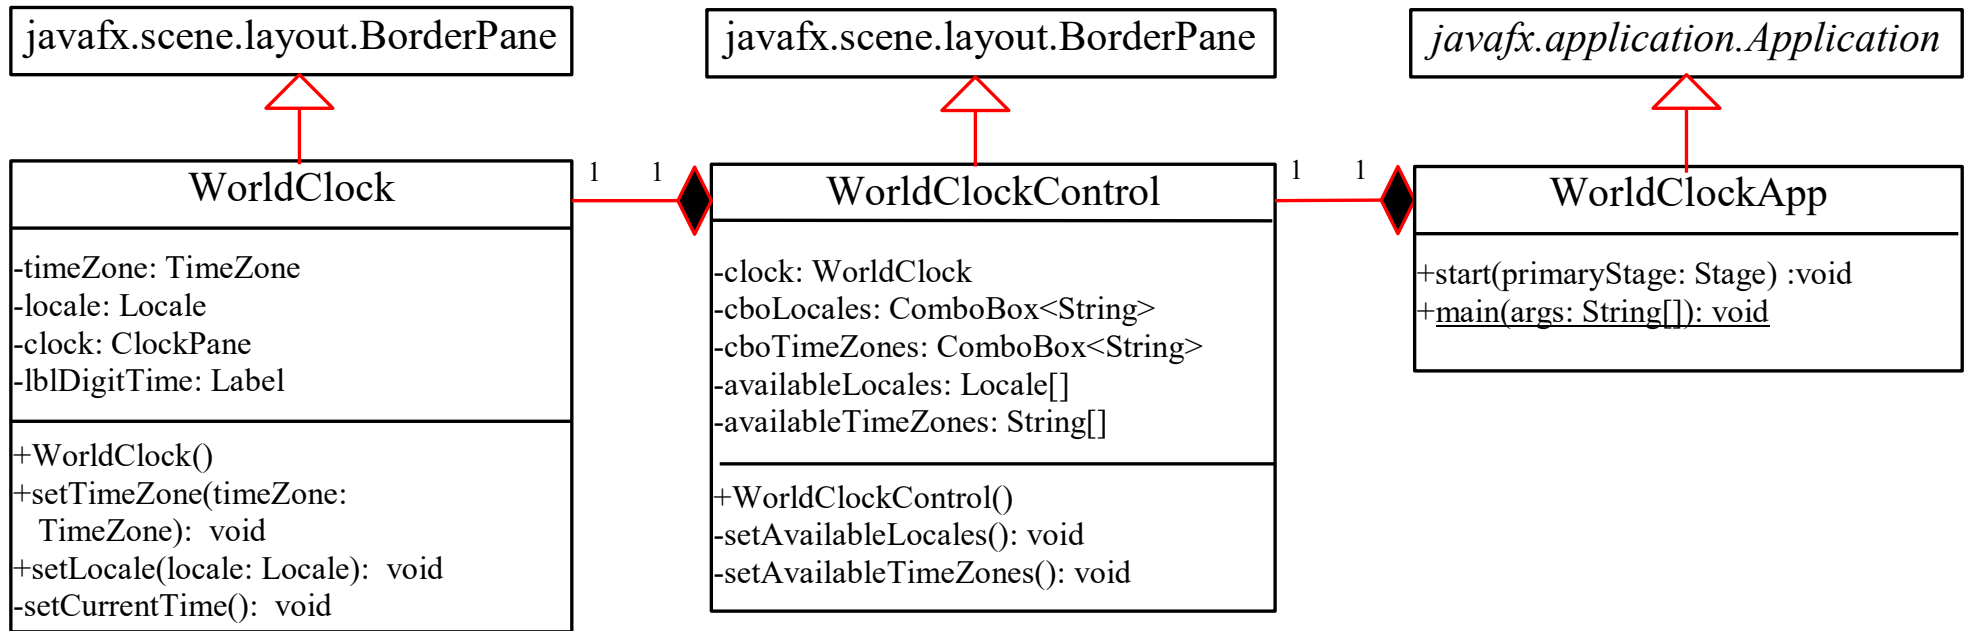 javafx.scene.layout.BorderPane
WorldClock
-timeZone: TimeZone
-locale: Locale
-clock: ClockPane
-lblDigitTime: Label
+WorldClock()
+setTimeZone(timeZone:
TimeZone): void
+setLocale(locale: Locale): void
-setCurrentTime(): void
1
1
javafx.scene.layout.BorderPane
WorldClockControl
-clock: WorldClock
-cboLocales: ComboBox<String>
-cboTimeZones: ComboBox<String>
-availableLocales: Locale[]
-availableTimeZones: String[]
+WorldClockControl()
-setAvailableLocales(): void
-setAvailableTimeZones(): void
1
1
javafx.application.Application
WorldClockApp
+start(primaryStage: Stage) :void
+main(args: String[]): void